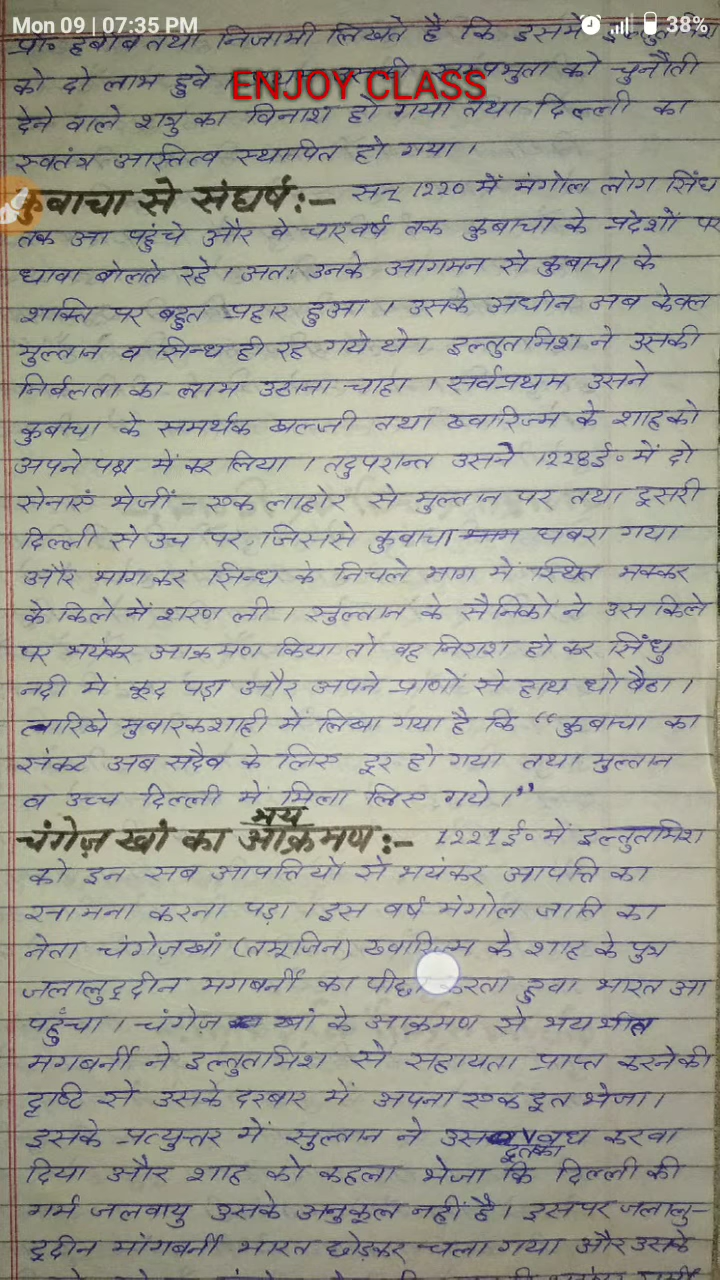 Mon 09 | 07:35 PM 38%
प्रो० हबीब तथा निजामी लिखते है कि इसमे इल्तुतमिश
को दो लाभ हुवे। सम्प्रभुता को चुनौती
ENJOY CLASS
देने वाले शत्रु का विनाश हो गया तथा दिल्ली का
स्वतंत्र आस्तित्व स्थापित हो गया।
कुबाचा से संघर्ष:- सन् 1220 में मंगोल लोग सिंध
तक आ पहुंचे और वे चार वर्ष तक कुबाचा के प्रदेशों पर
धावा बोलते रहे। अतः उनके आगमन से कुबाचा के
शक्ति पर बहुत प्रहार हुआ। उसके अधीन अब केवल
मुल्तान व सिन्ध ही रह गये थे। इल्तुतमिश ने उसकी
निर्बलता का लाभ उठाना चाहा। सर्वप्रथम उसने
कुबाचा के समर्थक खल्जी तथा ख्वारिज्म के शाह को
अपने पक्ष में कर लिया। तदुपरान्त उसने 1228ई० में दो
सेनाएं भेजीं - एक लाहोर से मुल्तान पर तथा दूसरी
दिल्ली से उच पर, जिससे कुबाचा घबरा गया
और भाग कर सिन्ध के निचले भाग में स्थित भक्कर
के किले में शरण ली। सुल्तान के सैनिको ने उस किले
पर भयंकर आक्रमण किया तो वह निराश हो कर सिंधु
नदी में कूद पड़ा और अपने प्राणों से हाथ धो बैठा।
तारिखे मुबारकशाही में लिखा गया है कि "कुबाचा का
संकट अब सदैव के लिए दूर हो गया तथा मुल्तान
व उच्च दिल्ली में मिला लिए गये।"
भय
चंगेज़ खां का आक्रमण:- 1221ई० में इल्तुतमिश
को इन सब आपत्तियो से भयंकर आपत्ति का
सामना करना पड़ा। इस वर्ष मंगोल जाति का
नेता चंगेज़खां (तमूजिन) ख्वारिज्म के शाह के पुत्र
जलालुद्दीन मगबर्नी का पीछा करता हुवा भारत आ
पहुंचा। चंगेज़ खां के आक्रमण से भयभीत
मगबर्नी ने इल्तुतमिश से सहायता प्राप्त करने की
दृष्टि से उसके दरबार में अपना एक दूत भेजा।
इसके प्रत्युत्तर में सुल्तान ने उस वध करवा
दूतका
दिया और शाह को कहला भेजा कि दिल्ली की
गर्म जलवायु उसके अनुकूल नहीं है। इसपर जलालु-
द्दीन मांगबर्नी भारत छोड़कर चला गया और उसके